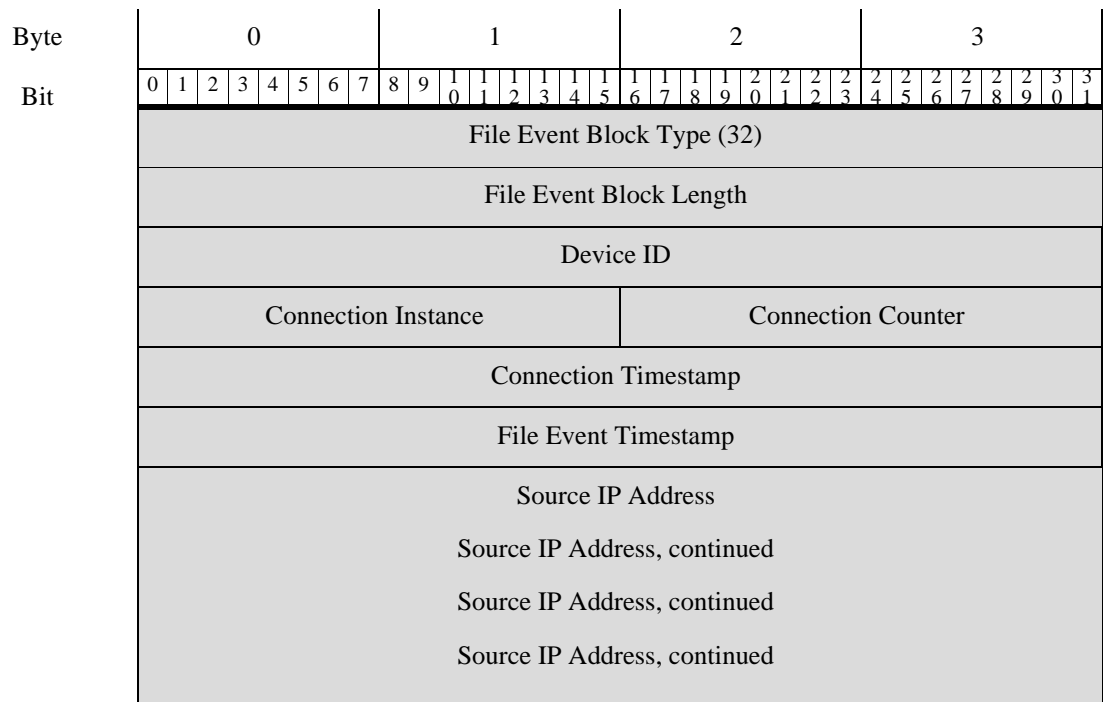 Byte 0 1 2 3
Bit 0 1 2 3 4 5 6 7 8 9 10 11 12 13 14 15 16 17 18 19 20 21 22 23 24 25 26 27 28 29 30 31
File Event Block Type (32)
File Event Block Length
Device ID
Connection Instance Connection Counter
Connection Timestamp
File Event Timestamp
Source IP Address
Source IP Address, continued
Source IP Address, continued
Source IP Address, continued